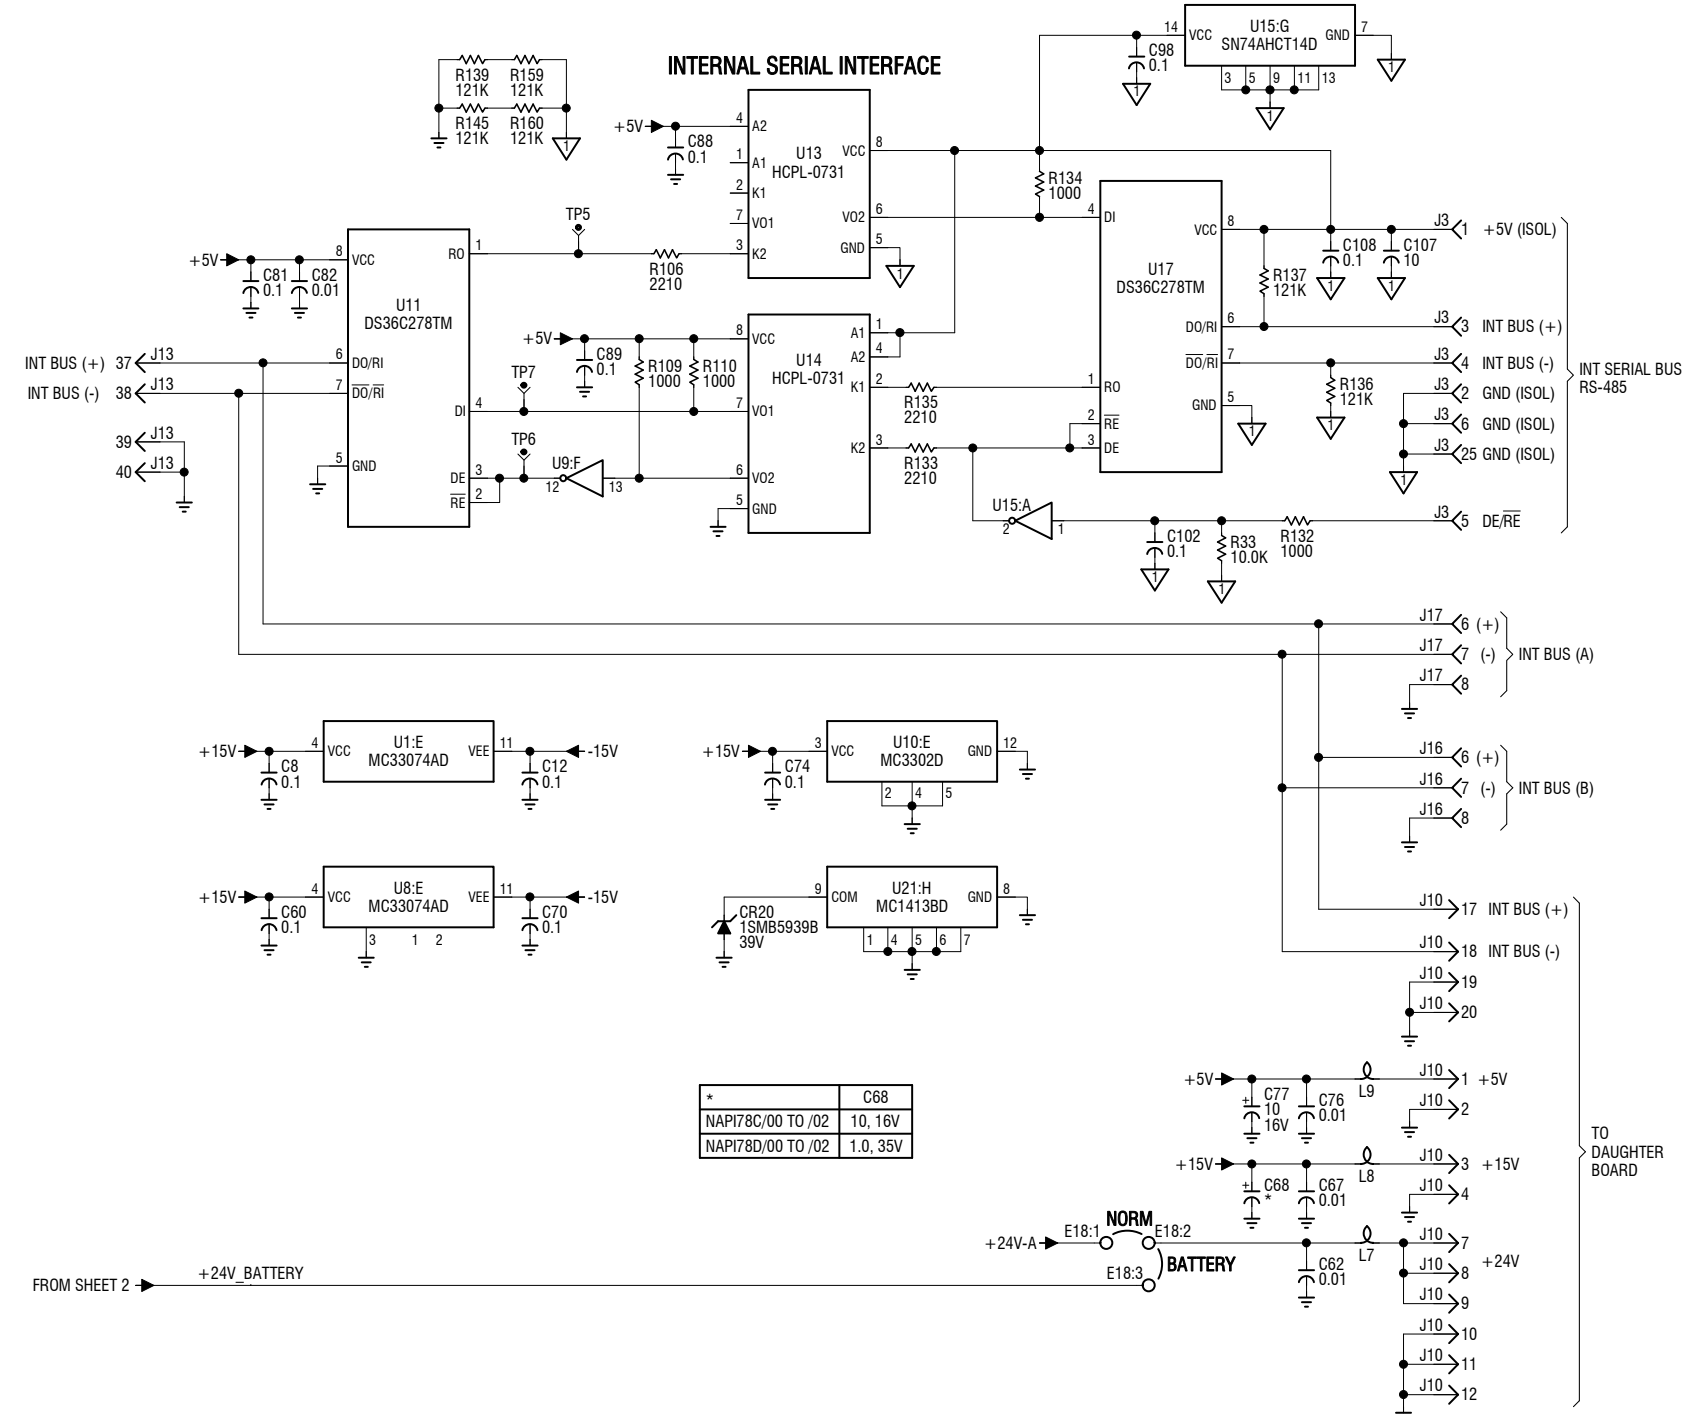 INTERNAL SERIAL INTERFACE
R139
121K
R159
121K
R145
121K
R160
121K
1
14
VCC
U15:G
SN74AHCT14D
GND
7
C98
0.1
1
1
3
5
9
11
13
1
+5V
C88
0.1
4
A2
1
A1
2
K1
7
VO1
3
K2
U13
HCPL-0731
VCC
8
VO2
6
GND
5
1
R134
1000
TP5
R106
2210
+5V
C81
0.1
C82
0.01
8
VCC
RO
1
U11
DS36C278TM
6
DO/RI
7
DO/RI
DI
4
5
GND
DE
3
RE
2
INT BUS (+)
37
J13
INT BUS (-)
38
J13
39
J13
40
J13
+5V
C89
0.1
R109
1000
R110
1000
TP7
TP6
U9:F
12
13
8
VCC
U14
HCPL-0731
A1
1
A2
4
K1
2
7
VO1
K3
3
6
VO2
5
GND
R135
2210
R133
2210
4
DI
VCC
8
U17
DS36C278TM
DO/RI
6
DO/RI
7
1
RO
GND
5
2
RE
3
DE
1
R137
121K
C108
0.1
1
C107
10
1
R136
121K
1
U15:A
2
1
C102
0.1
1
R33
10.0K
1
R132
1000
J3
1
+5V (ISOL)
J3
3
INT BUS (+)
J3
4
INT BUS (-)
J3
2
GND (ISOL)
J3
6
GND (ISOL)
J3
25
GND (ISOL)
1
J3
5
DE/RE
INT SERIAL BUS
RS-485
J17
6
(+)
J17
7
(-)
J17
8
INT BUS (A)
J16
6
(+)
J16
7
(-)
J16
8
INT BUS (B)
+15V
C8
0.1
4
VCC
U1:E
MC33074AD
VEE
11
C12
0.1
-15V
+15V
C74
0.1
3
VCC
U10:E
MC3302D
GND
12
2
4
5
+15V
C60
0.1
4
VCC
U8:E
MC33074AD
VEE
11
C70
0.1
-15V
3
1
2
CR20
1SMB5939B
39V
9
COM
U21:H
MC1413BD
GND
8
1
4
5
6
7
J10
17
INT BUS (+)
J10
18
INT BUS (-)
J10
19
J10
20
*
C68
NAPI78C/00 TO /02
10, 16V
NAPI78D/00 TO /02
1.0, 35V
+5V
+
C77
10
16V
C76
0.01
L9
J10
1
+5V
J10
2
+15V
+
C68
*
C67
0.01
L8
J10
3
+15V
J10
4
TO
DAUGHTER
BOARD
+24V-A
E18:1
NORM
E18:2
BATTERY
E18:3
C62
0.01
L7
J10
7
J10
8
+24V
J10
9
J10
10
J10
11
J10
12
FROM SHEET 2
+24V_BATTERY